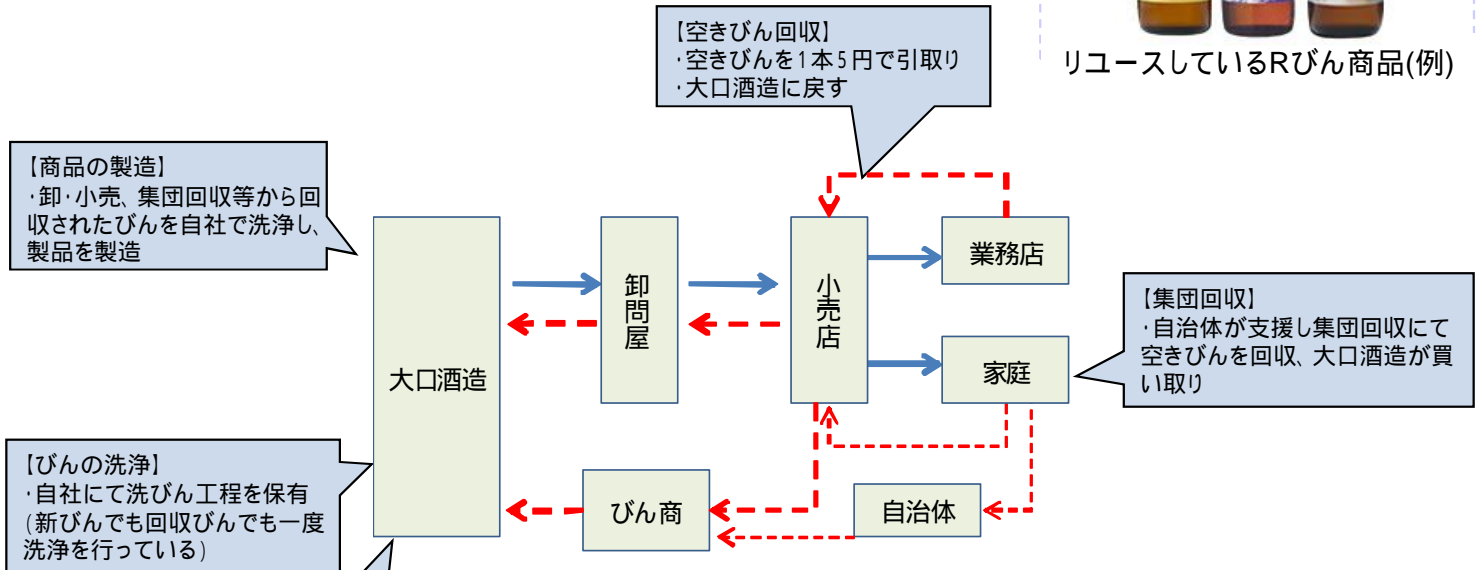 【空きびん回収】
・空きびんを1本5円で引取り
・大口酒造に戻す
リユースしているRびん商品(例)
【商品の製造】
・卸・小売、集団回収等から回
収されたびんを自社で洗浄し、
製品を製造
大口酒造
卸問屋
小売店
業務店
家庭
【集団回収】
・自治体が支援し集団回収にて
空きびんを回収、大口酒造が買
い取り
【びんの洗浄】
・自社にて洗びん工程を保有
(新びんでも回収びんでも一度
洗浄を行っている)
びん商
自治体